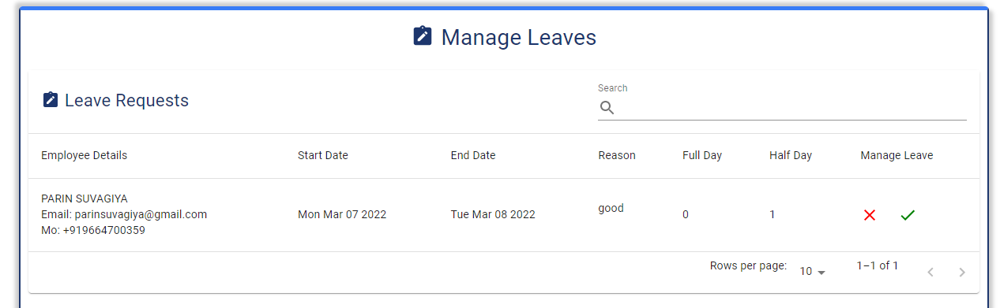 Manage Leaves
Leave Requests
Search
Employee Details Start Date End Date Reason Full Day Half Day Manage Leave
PARIN SUVAGIYA
Email: parinsuvagiya@gmail.com
Mo: +919664700359
Mon Mar 07 2022 Tue Mar 08 2022 good 0 1
Rows per page: 10 1–1 of 1